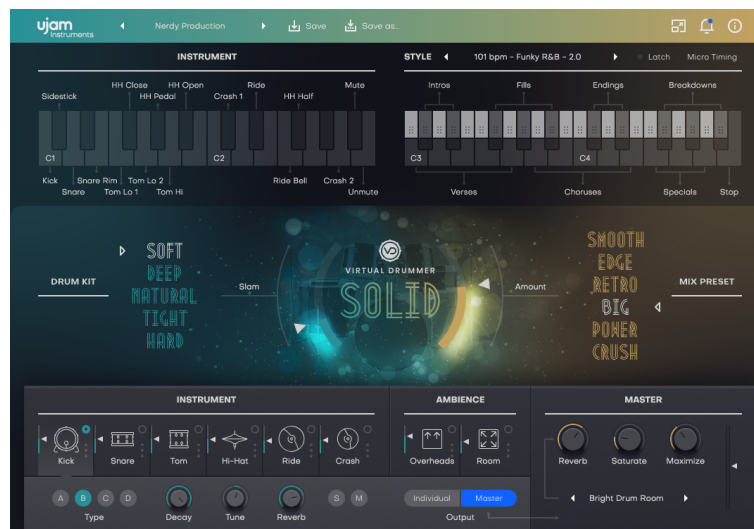 ujam
instruments
Nerdy Production
Save
Save as..
INSTRUMENT
STYLE
101 bpm - Funky R&B - 2.0
Latch
Micro Timing
HH Close
HH Open
Ride
Mute
Sidestick
HH Pedal
Crash 1
HH Half
Intros
Fills
Endings
Breakdowns
C1
C2
C3
C4
Kick
Snare Rim
Tom Lo 2
Ride Bell
Crash 2
Snare
Tom Lo 1
Tom Hi
Unmute
Verses
Choruses
Specials
Stop
DRUM KIT
SOFT
DEEP
NATURAL
TIGHT
HARD
Slam
VD
VIRTUAL DRUMMER
SOLID
Amount
SMOOTH
EDGE
RETRO
BIG
POWER
CRUSH
MIX PRESET
INSTRUMENT
AMBIENCE
MASTER
Kick
Snare
Tom
Hi-Hat
Ride
Crash
Overheads
Room
Reverb
Saturate
Maximize
A
B
C
D
Type
Decay
Tune
Reverb
S
M
Individual
Master
Output
Bright Drum Room